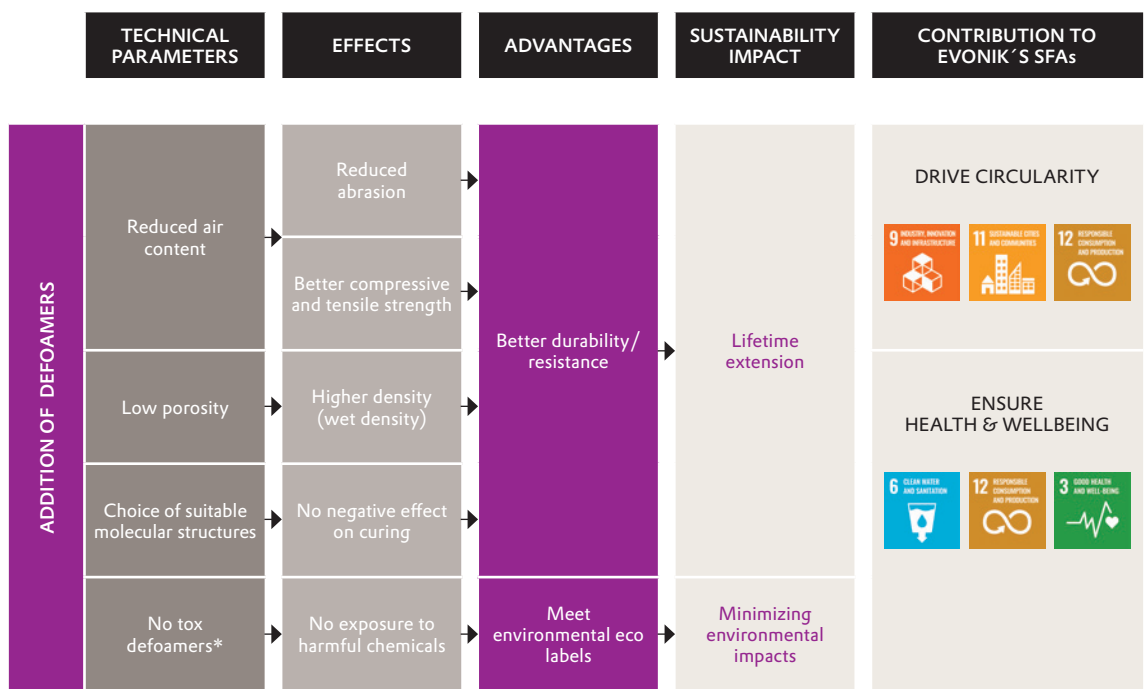 TECHNICAL
PARAMETERS
EFFECTS
ADVANTAGES
SUSTAINABILITY
IMPACT
CONTRIBUTION TO
EVONIK´S SFAs
ADDITION OF DEFOAMERS
Reduced air
content
Reduced
abrasion
Better compressive
and tensile strength
Low porosity
Higher density
(wet density)
Choice of suitable
molecular structures
No negative effect
on curing
Better durability/
resistance
Lifetime
extension
No tox
defoamers*
No exposure to
harmful chemicals
Meet
environmental eco
labels
Minimizing
environmental
impacts
DRIVE CIRCULARITY
9 INDUSTRY, INNOVATION
AND INFRASTRUCTURE
11 SUSTAINABLE CITIES
AND COMMUNITIES
12 RESPONSIBLE
CONSUMPTION
AND PRODUCTION
ENSURE
HEALTH & WELLBEING
6 CLEAN WATER
AND SANITATION
12 RESPONSIBLE
CONSUMPTION
AND PRODUCTION
3 GOOD HEALTH
AND WELL-BEING